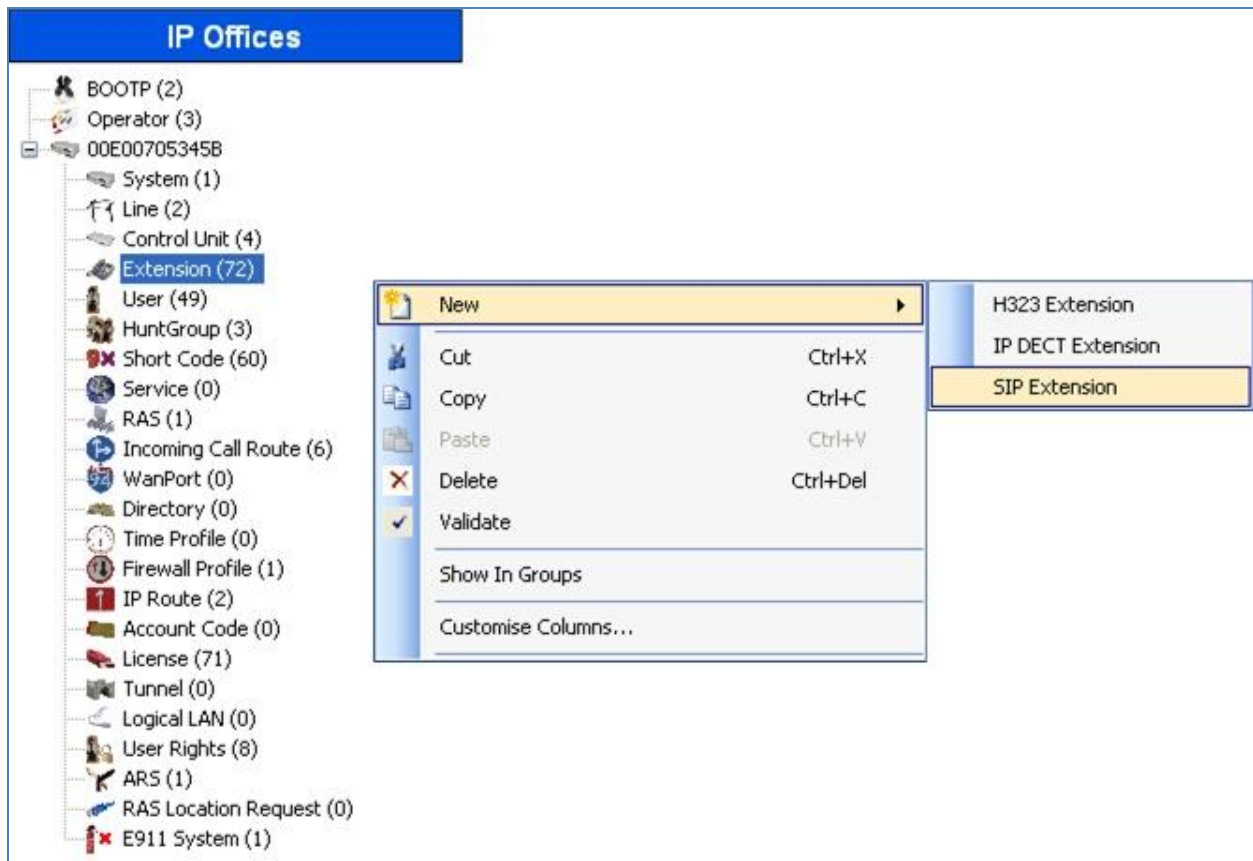 IP Offices
BOOTP (2)
Operator (3)
00E00705345B
System (1)
Line (2)
Control Unit (4)
Extension (72)
User (49)
HuntGroup (3)
Short Code (60)
Service (0)
RAS (1)
Incoming Call Route (6)
WanPort (0)
Directory (0)
Time Profile (0)
Firewall Profile (1)
IP Route (2)
Account Code (0)
License (71)
Tunnel (0)
Logical LAN (0)
User Rights (8)
ARS (1)
RAS Location Request (0)
E911 System (1)
New
Cut Ctrl+X
Copy Ctrl+C
Paste Ctrl+V
Delete Ctrl+Del
Validate
Show In Groups
Customise Columns...
H323 Extension
IP DECT Extension
SIP Extension